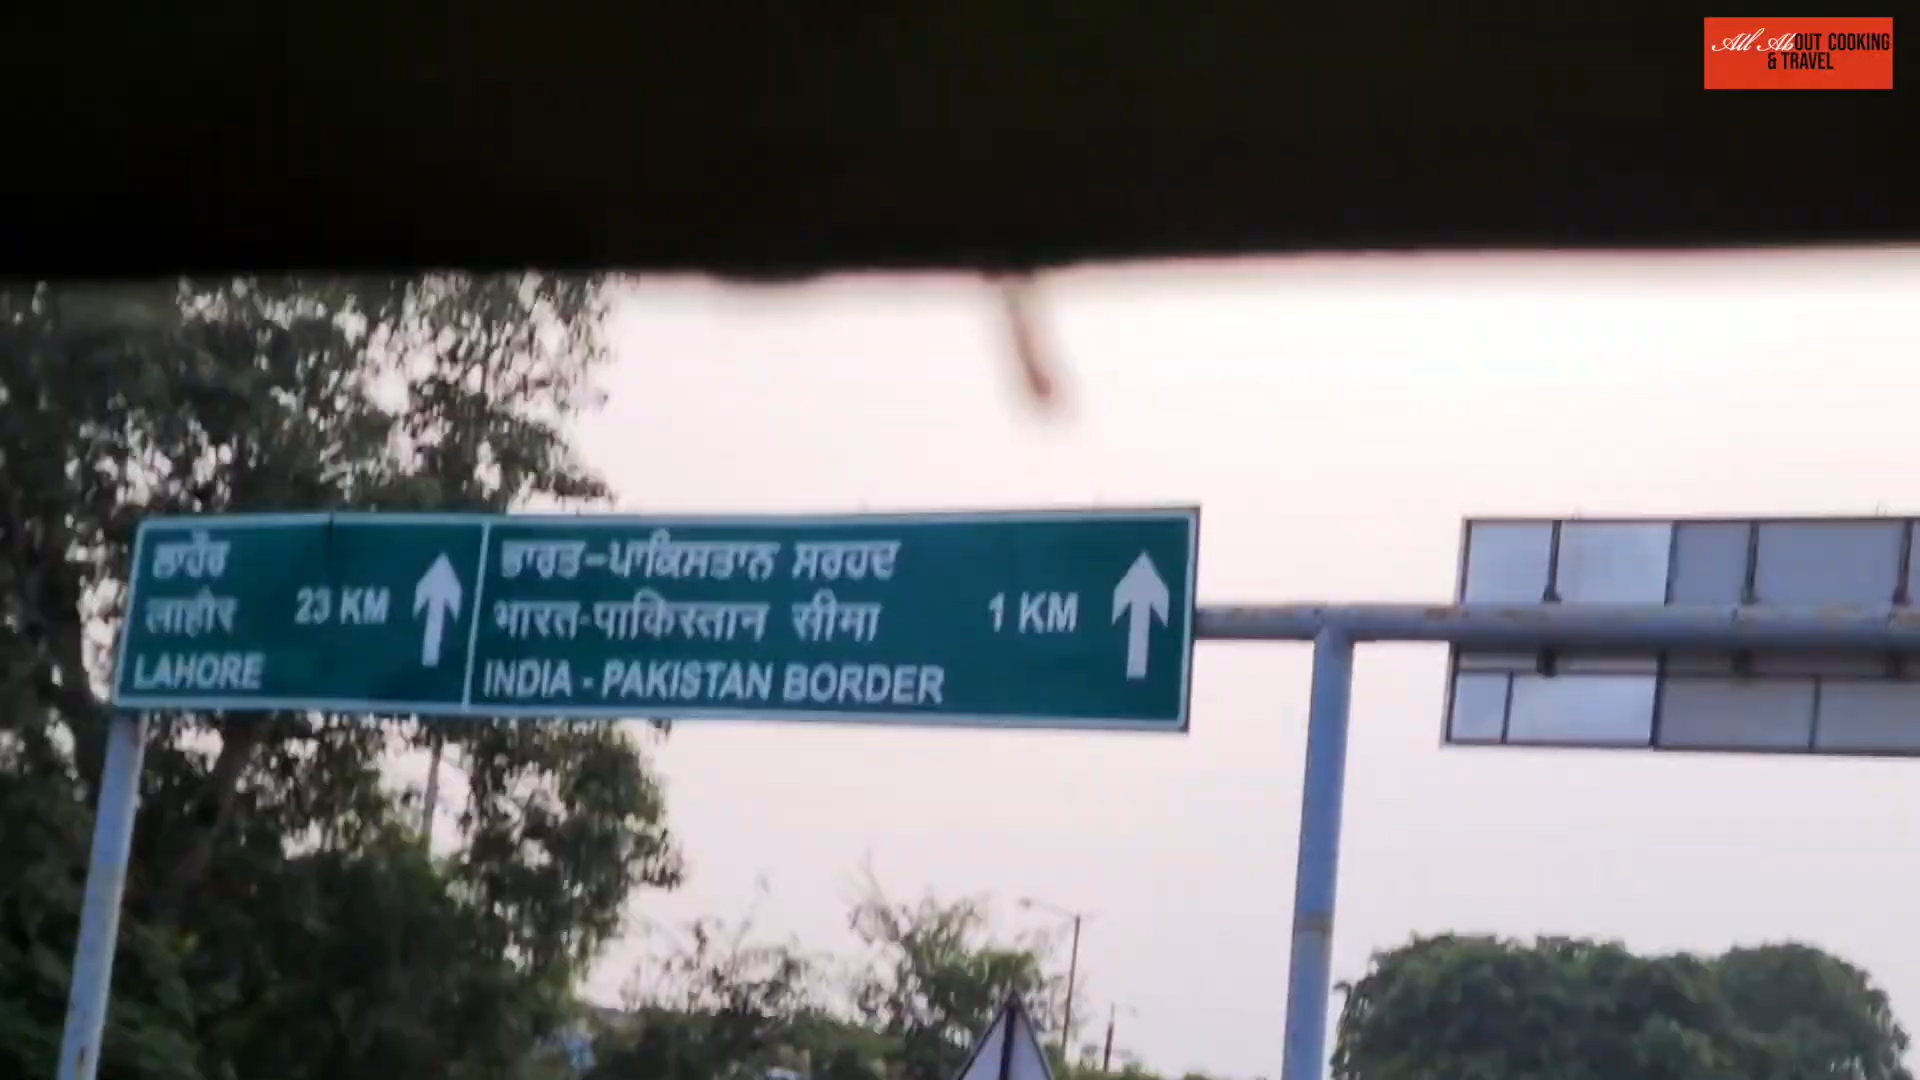 All About COOKING
& TRAVEL
ਲਾਹੌਰ
लाहौर
LAHORE
23 KM
ਭਾਰਤ-ਪਾਕਿਸਤਾਨ ਸਰਹਦ
भारत-पाकिस्तान सीमा
INDIA - PAKISTAN BORDER
1 KM